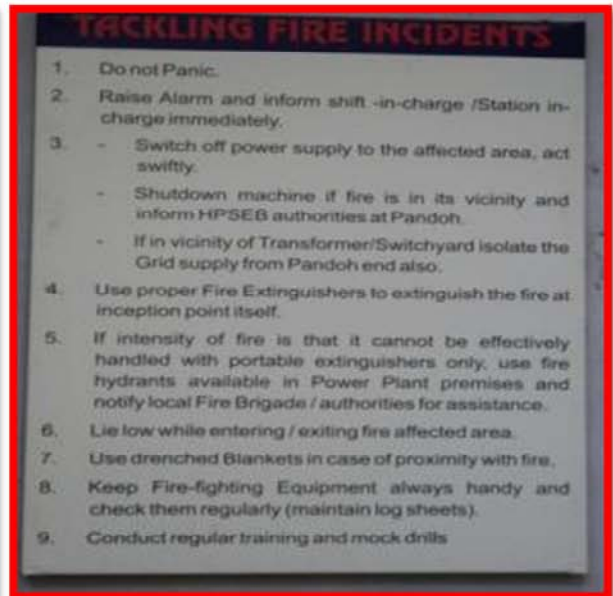 TACKLING FIRE INCIDENTS
1. Do not Panic.
2. Raise Alarm and inform shift -in-charge /Station in-
charge immediately.
3. - Switch off power supply to the affected area, act
swiftly.
- Shutdown machine if fire is in its vicinity and
inform HPSEB authorities at Pandoh.
- If in vicinity of Transformer/Switchyard isolate the
Grid supply from Pandoh end also.
4. Use proper Fire Extinguishers to extinguish the fire at
inception point itself.
5. If intensity of fire is that it cannot be effectively
handled with portable extinguishers only, use fire
hydrants available in Power Plant premises and
notify local Fire Brigade / authorities for assistance.
6. Lie low while entering / exiting fire affected area.
7. Use drenched Blankets in case of proximity with fire.
8. Keep Fire-fighting Equipment always handy and
check them regularly (maintain log sheets).
9. Conduct regular training and mock drills